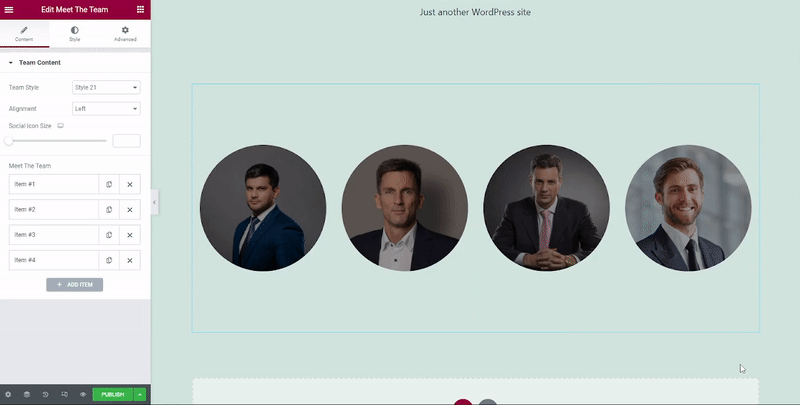 Edit Meet The Team
Just another WordPress site
Content
Style
Advanced
Team Content
Team Style
Style 21
Alignment
Left
Social Icon Size
Meet The Team
Item #1
Item #2
Item #3
Item #4
+ ADD ITEM
PUBLISH